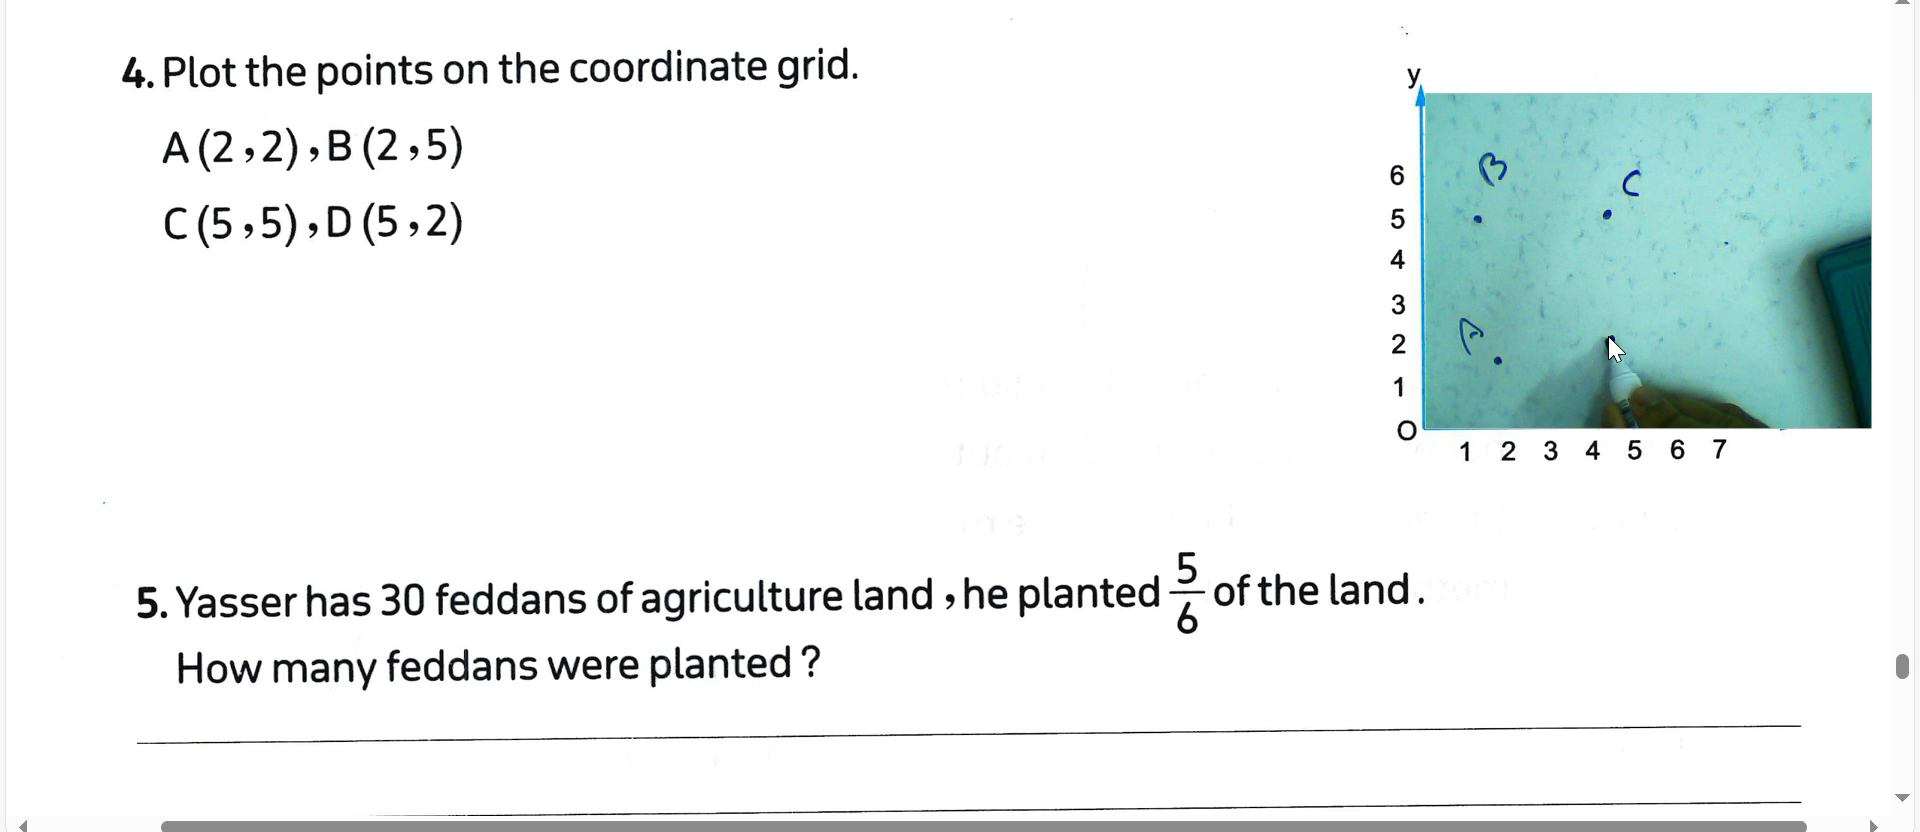 4. Plot the points on the coordinate grid.
A (2 , 2) , B (2 , 5)
C (5 , 5) , D (5 , 2)
y
6
5
4
3
2
1
O
1 2 3 4 5 6 7
B
C
A
5. Yasser has 30 feddans of agriculture land , he planted 5/6 of the land.
How many feddans were planted ?